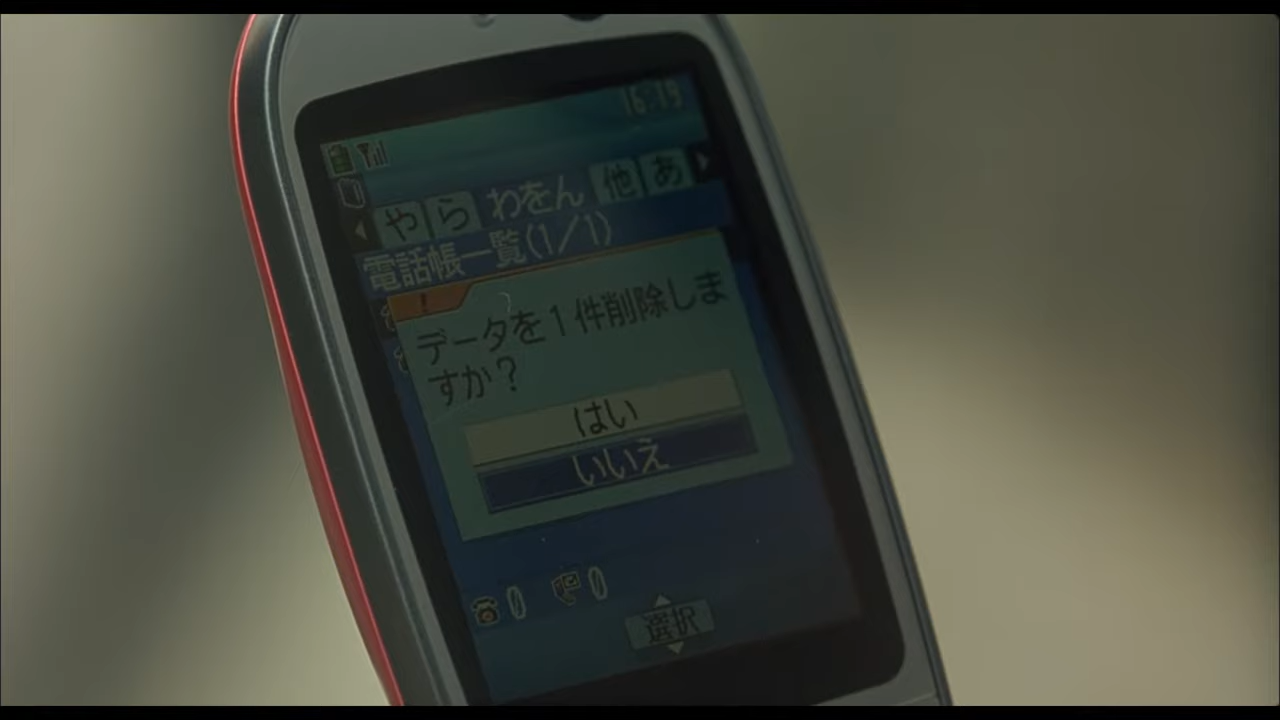 16:19
やら わをん 他 あ
電話帳一覧(1/1)
!
データを1件削除しま
すか?
はい
いいえ
0 0
選択